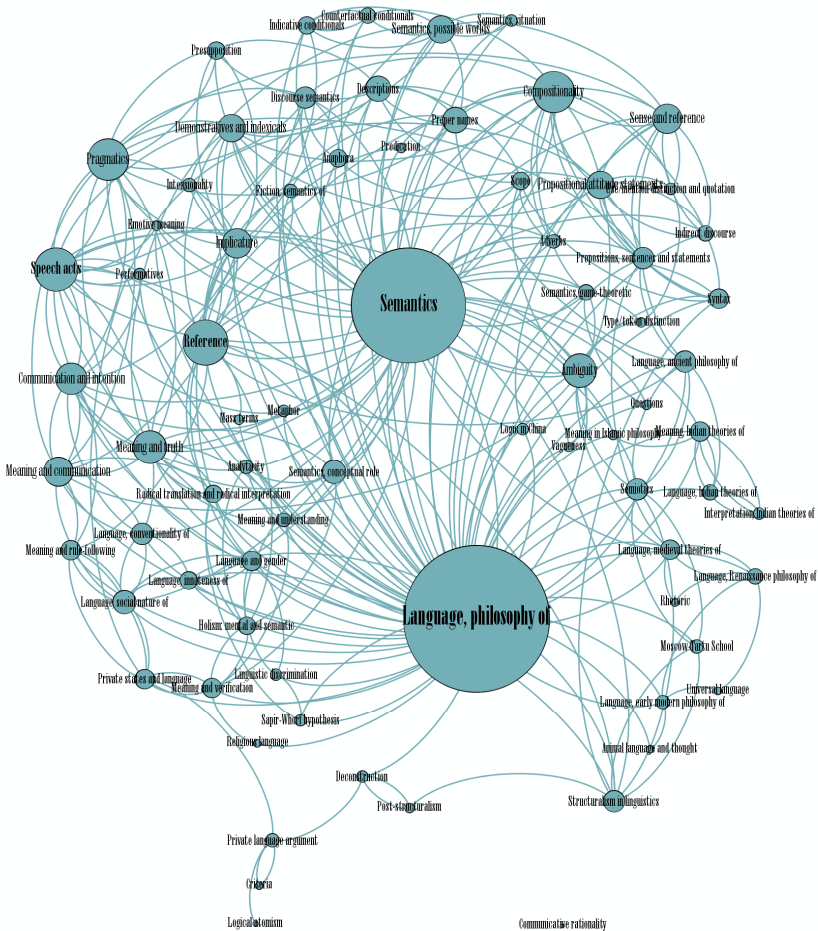 Counterfactual conditionals
Semantics, situation
Indicative conditionals
Semantics, possible worlds
Presupposition
Descriptions
Compositionality
Discourse semantics
Sense and reference
Proper names
Demonstratives and indexicals
Predication
Pragmatics
Anaphora
Scope
Intensionality
Propositional attitude statements
Use/mention distinction and quotation
Fiction, semantics of
Emotive meaning
Indirect discourse
Implicature
Adverbs
Propositions, sentences and statements
Speech acts
Performatives
Semantics, game-theoretic
Syntax
Semantics
Type/token distinction
Reference
Language, ancient philosophy of
Ambiguity
Communication and intention
Questions
Metaphor
Mass terms
Logic in China
Meaning in Islamic philosophy
Meaning, Indian theories of
Meaning and truth
Vagueness
Analyticity
Meaning and communication
Semantics, conceptual role
Semiotics
Radical translation and radical interpretation
Language, Indian theories of
Interpretation, Indian theories of
Meaning and understanding
Language, conventionality of
Meaning and rule-following
Language, medieval theories of
Language and gender
Language, Renaissance philosophy of
Language, innateness of
Language, social nature of
Rhetoric
Language, philosophy of
Holism: mental and semantic
Moscow-Tartu School
Linguistic discrimination
Private states and language
Meaning and verification
Universal language
Language, early modern philosophy of
Sapir-Whorf hypothesis
Religious language
Animal language and thought
Deconstruction
Structuralism in linguistics
Post-structuralism
Private language argument
Criteria
Logical atomism
Communicative rationality